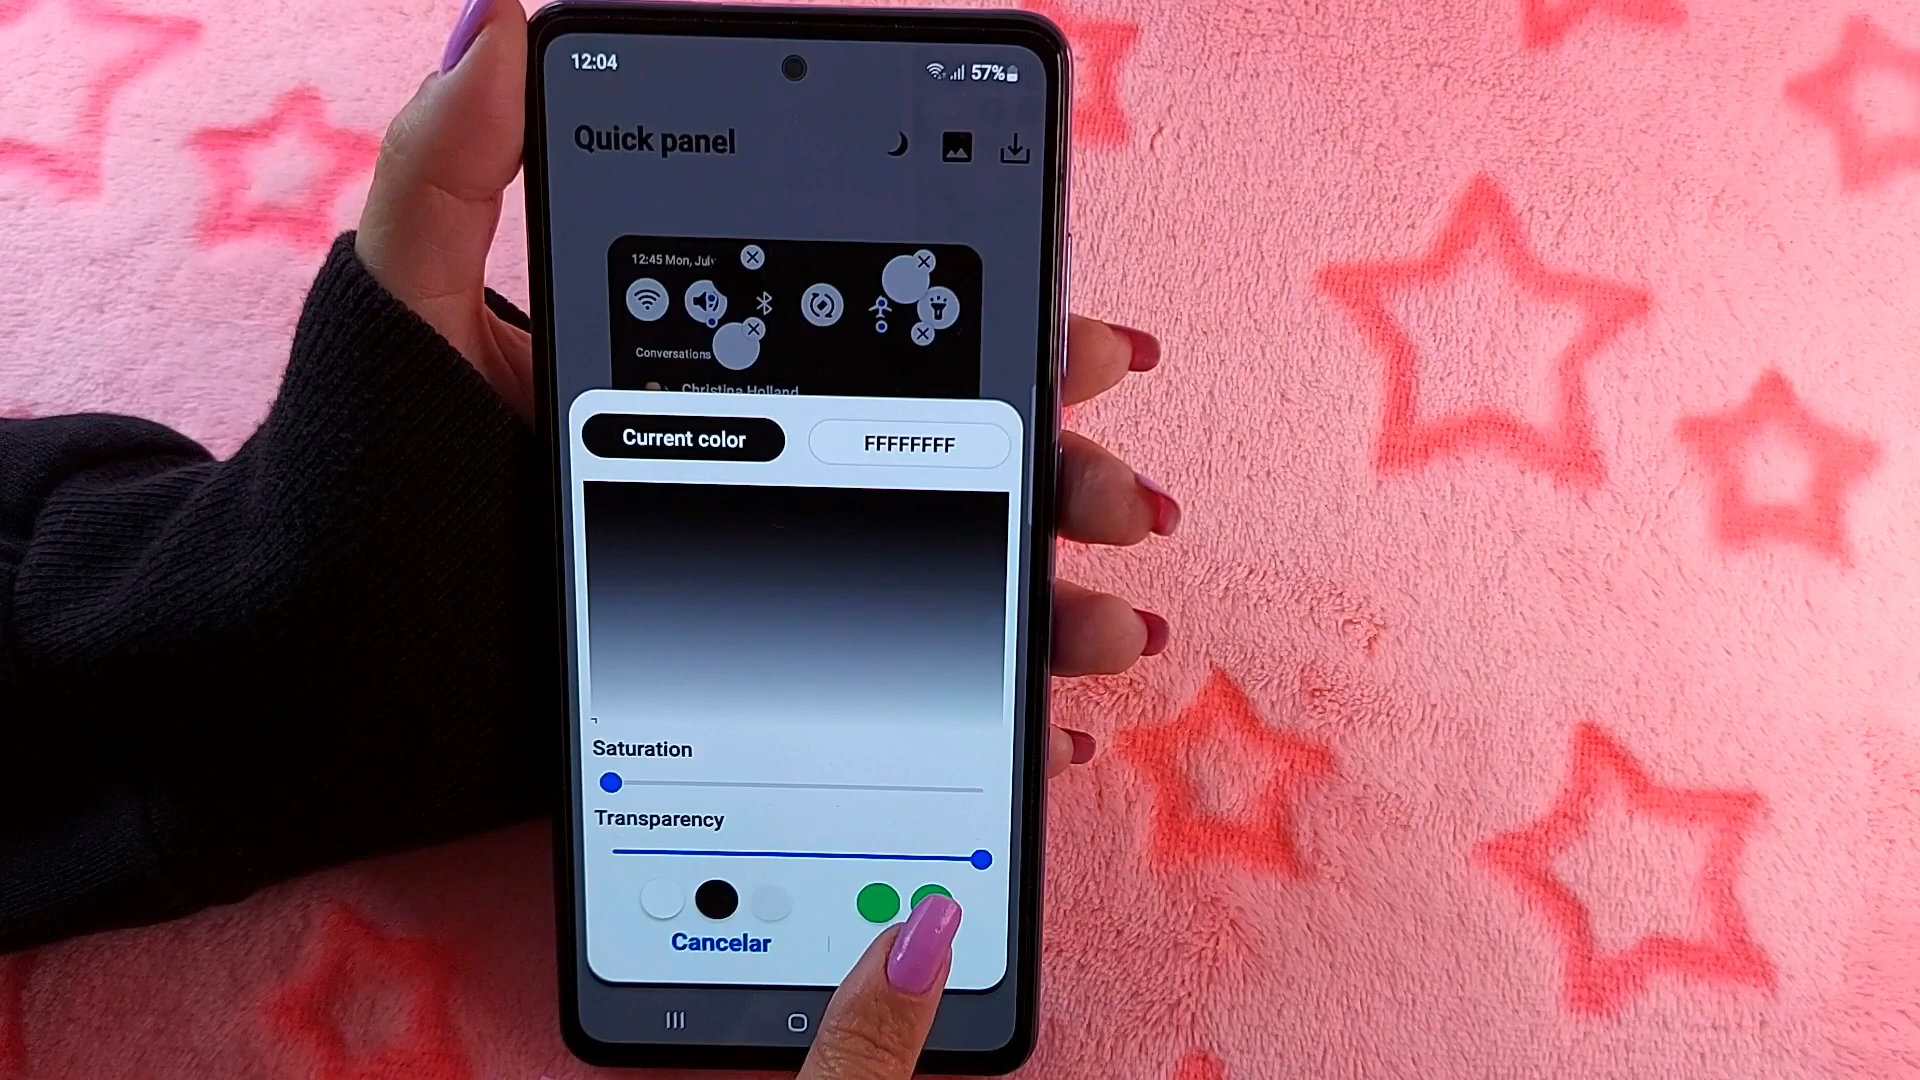 12:04
57%
Quick panel
12:45 Mon, July
Conversations
Christina Holland
Current color
FFFFFFFF
Saturation
Transparency
Cancelar